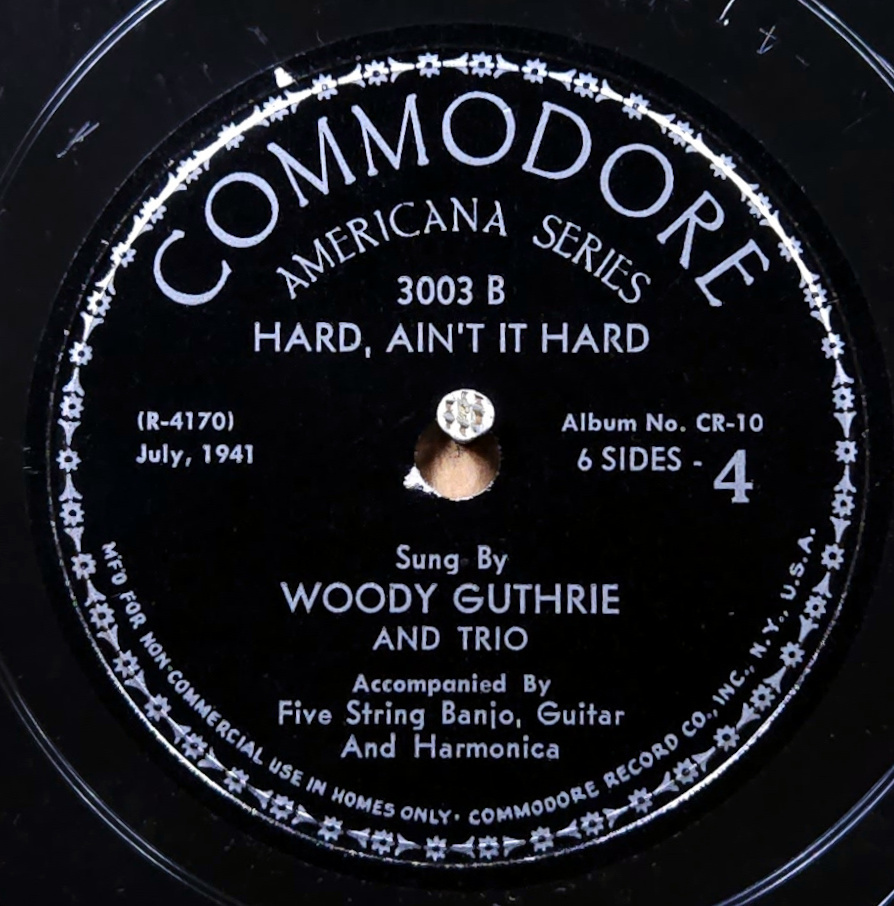 COMMODORE
AMERICANA SERIES
3003 B
HARD, AIN'T IT HARD
(R-4170)
July, 1941
Album No. CR-10
6 SIDES - 4
Sung By
WOODY GUTHRIE
AND TRIO
Accompanied By
Five String Banjo, Guitar
And Harmonica
MF'D FOR NON-COMMERCIAL USE IN HOMES ONLY · COMMODORE RECORD CO., INC., N.Y., U.S.A.